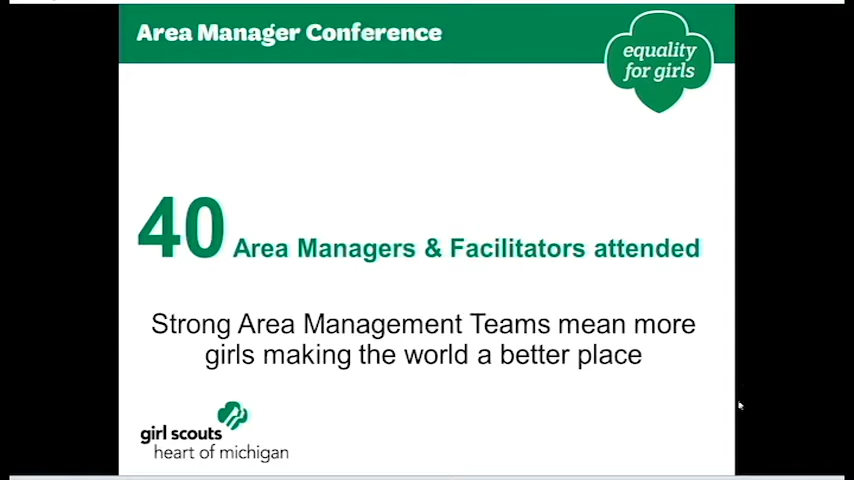 Area Manager Conference
equality
for girls
40 Area Managers & Facilitators attended
Strong Area Management Teams mean more
girls making the world a better place
girl scouts
heart of michigan